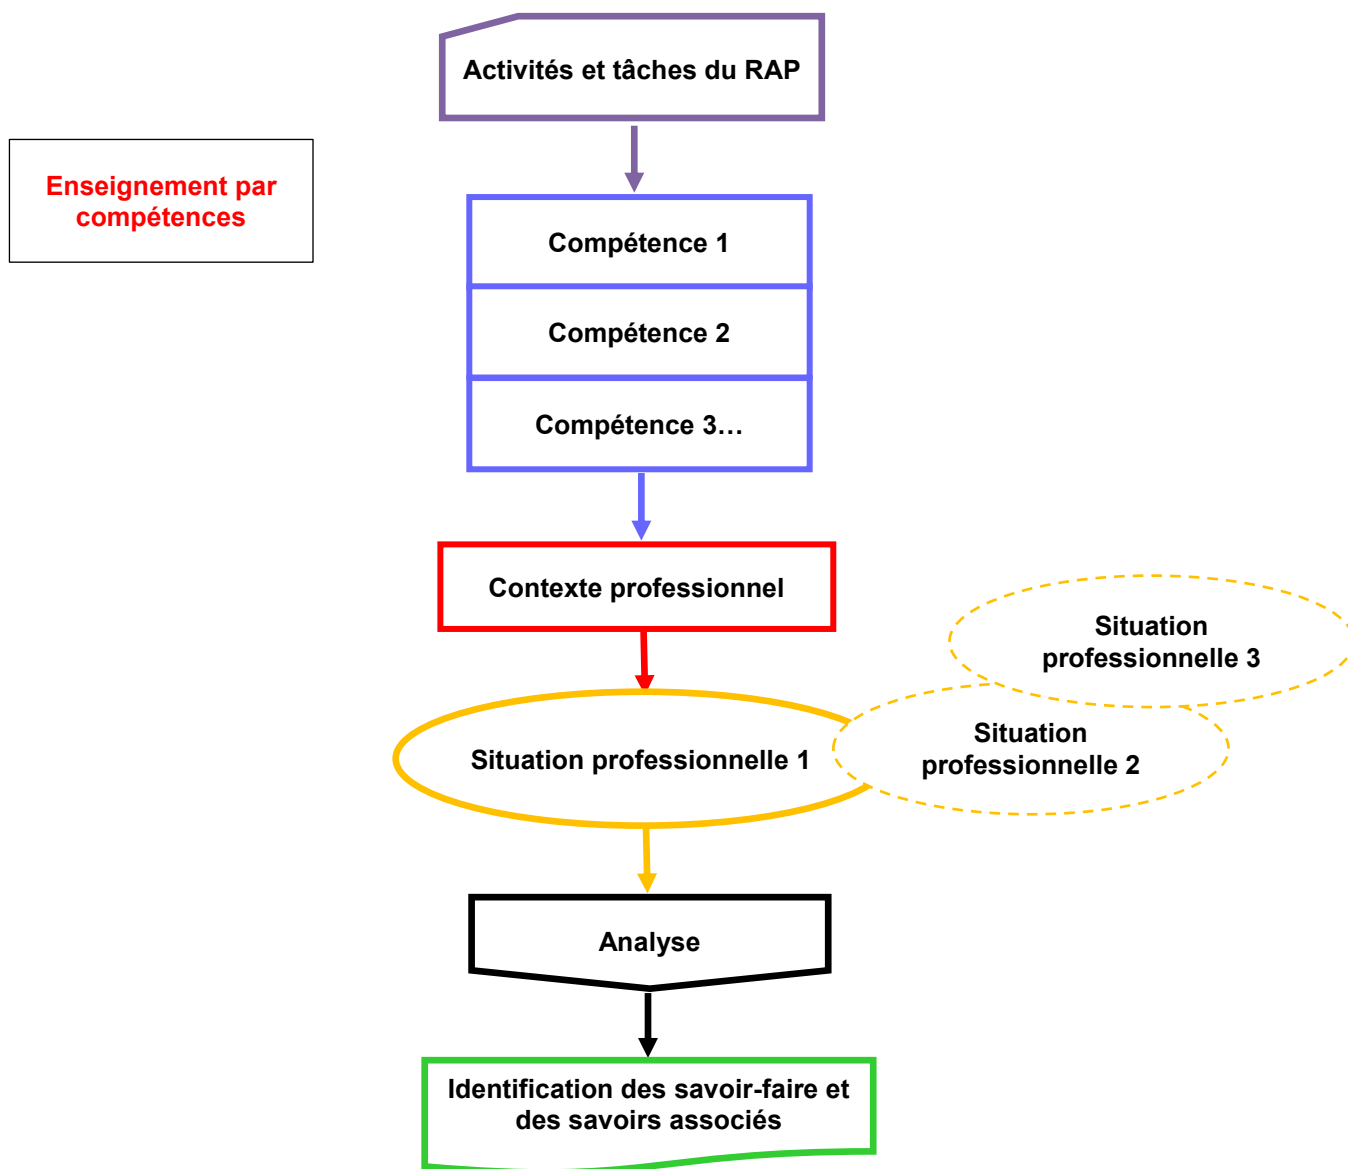 Activités et tâches du RAP
Enseignement par
compétences
Compétence 1
Compétence 2
Compétence 3…
Contexte professionnel
Situation
professionnelle 3
Situation professionnelle 1
Situation
professionnelle 2
Analyse
Identification des savoir-faire et
des savoirs associés